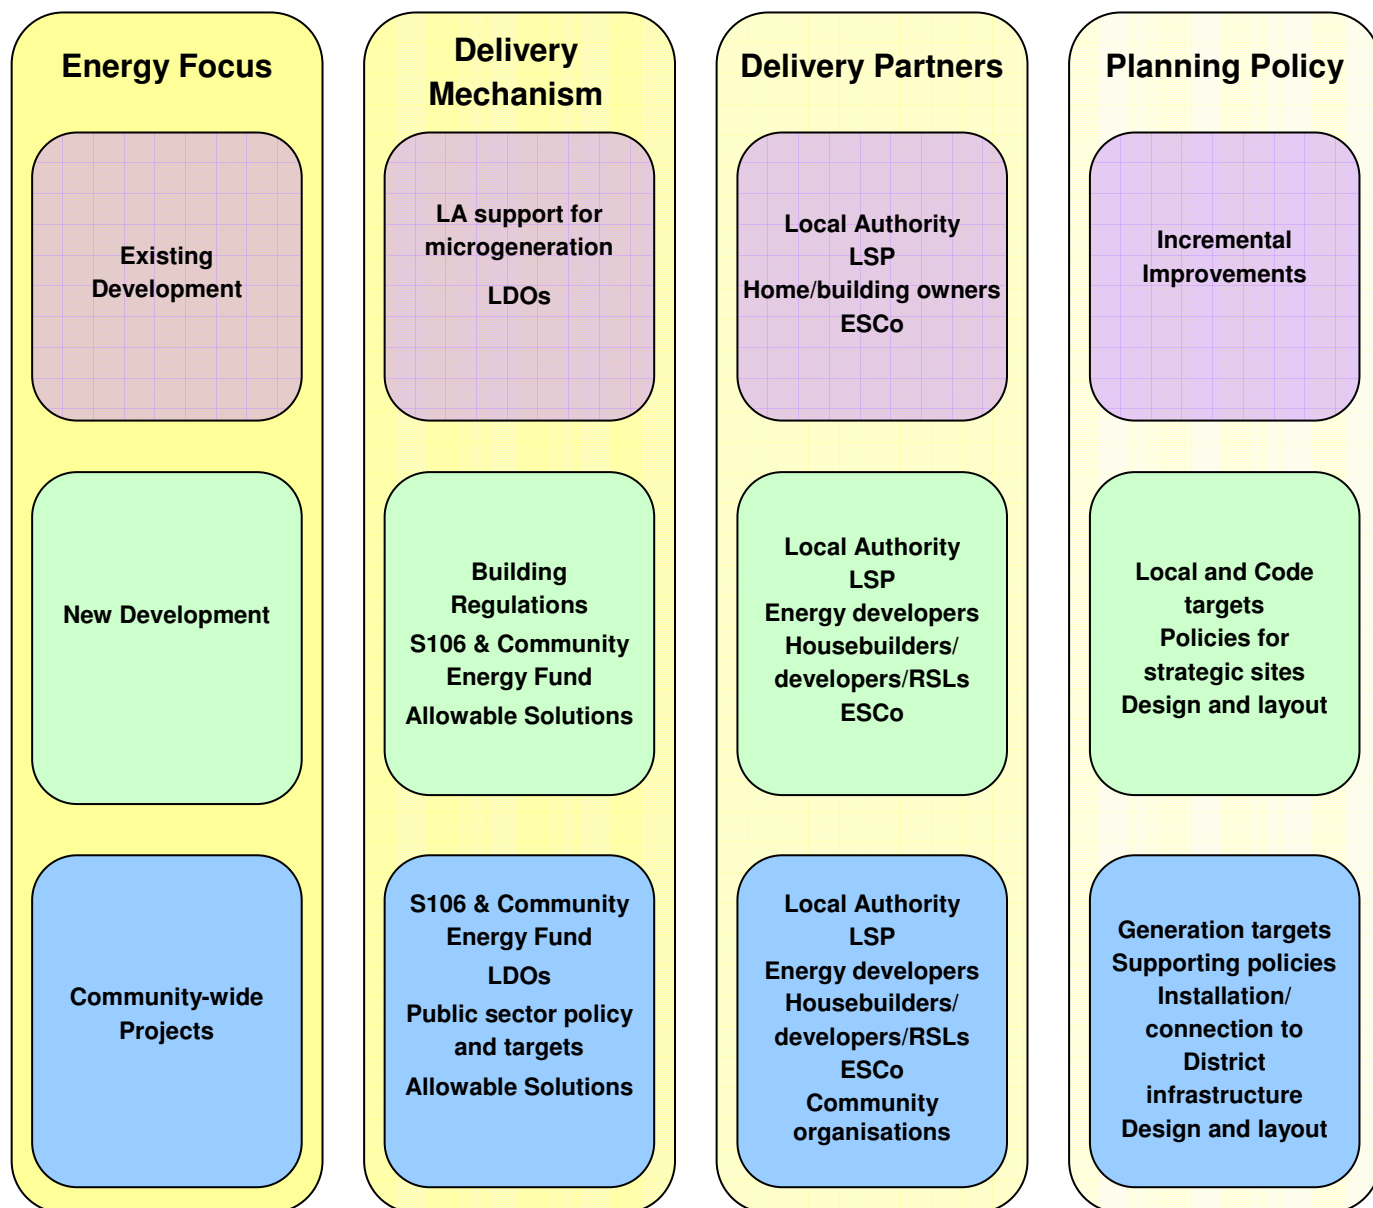 Energy Focus
Existing
Development
New Development
Community-wide
Projects
Delivery
Mechanism
LA support for
microgeneration
LDOs
Building
Regulations
S106 & Community
Energy Fund
Allowable Solutions
S106 & Community
Energy Fund
LDOs
Public sector policy
and targets
Allowable Solutions
Delivery Partners
Local Authority
LSP
Home/building owners
ESCo
Local Authority
LSP
Energy developers
Housebuilders/
developers/RSLs
ESCo
Local Authority
LSP
Energy developers
Housebuilders/
developers/RSLs
ESCo
Community
organisations
Planning Policy
Incremental
Improvements
Local and Code
targets
Policies for
strategic sites
Design and layout
Generation targets
Supporting policies
Installation/
connection to
District
infrastructure
Design and layout